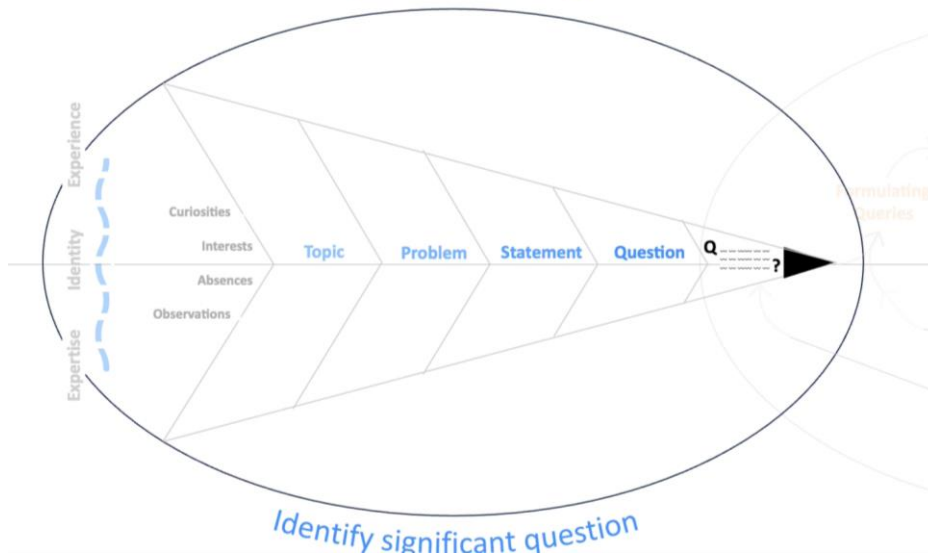 Experience
Identity
Expertise
Curiosities
Interests
Absences
Observations
Topic
Problem
Statement
Question
Q
?
Formulating
Queries
Identify significant question